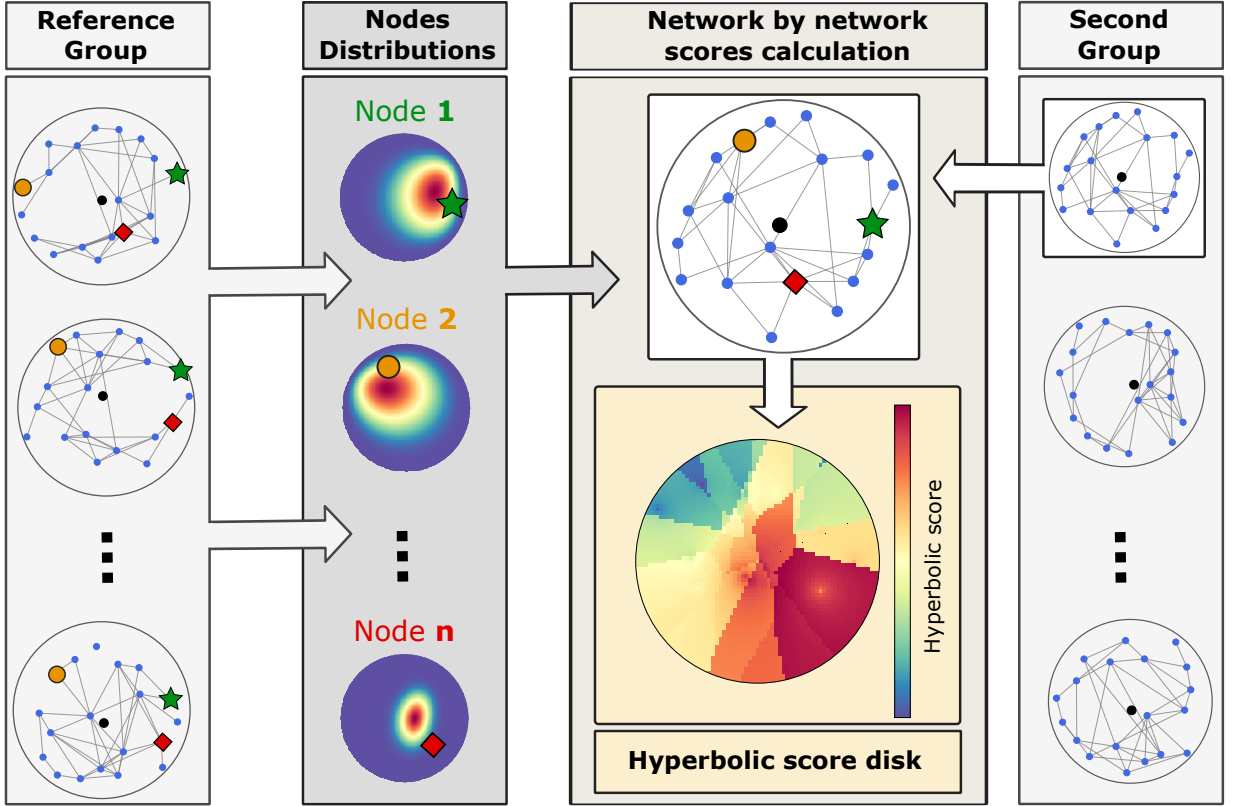 Reference
Group
Nodes
Distributions
Network by network
scores calculation
Second
Group
Node 1
Node 2
Node n
Hyperbolic score
Hyperbolic score disk